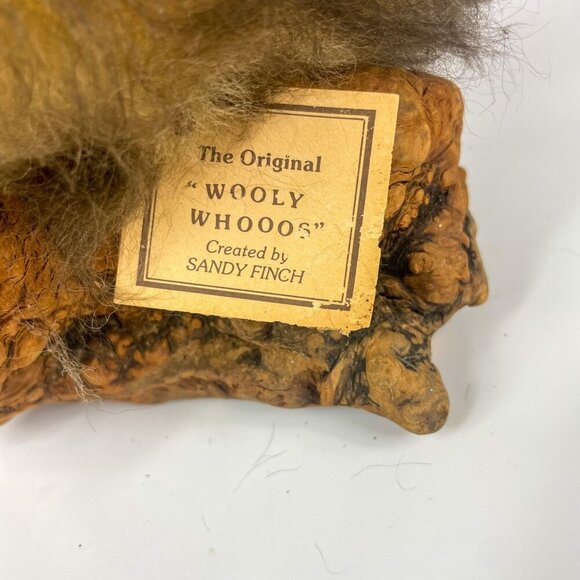 The Original
"WOOLY
WHOOOS"
Created by
SANDY FINCH